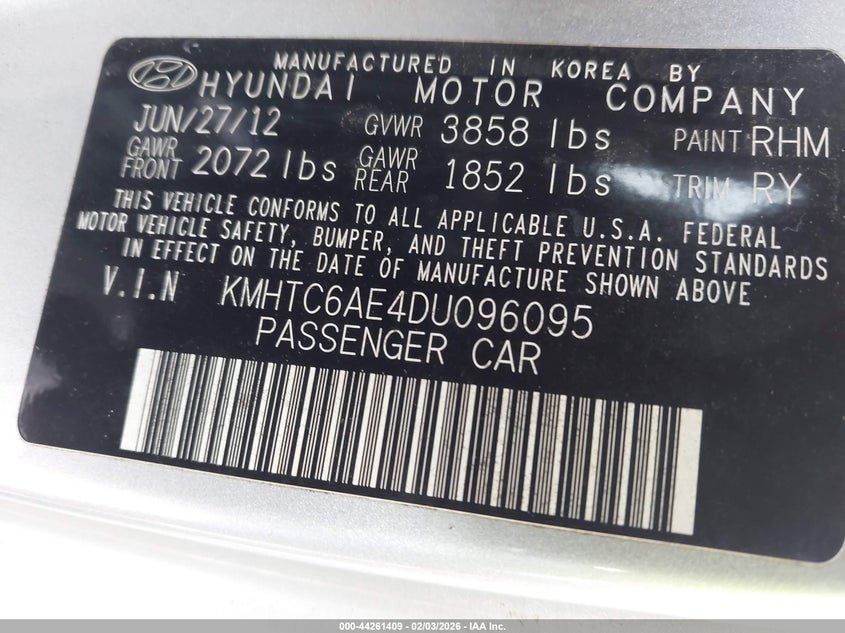 MANUFACTURED IN KOREA BY
HYUNDAI MOTOR COMPANY
JUN/27/12 GVWR 3858 lbs PAINT RHM
GAWR FRONT 2072 lbs GAWR REAR 1852 lbs TRIM RY
THIS VEHICLE CONFORMS TO ALL APPLICABLE U.S.A. FEDERAL
MOTOR VEHICLE SAFETY, BUMPER, AND THEFT PREVENTION STANDARDS
IN EFFECT ON THE DATE OF MANUFACTURE SHOWN ABOVE
V.I.N KMHTC6AE4DU096095
PASSENGER CAR
000-44261409 - 02/03/2026 - IAA Inc.